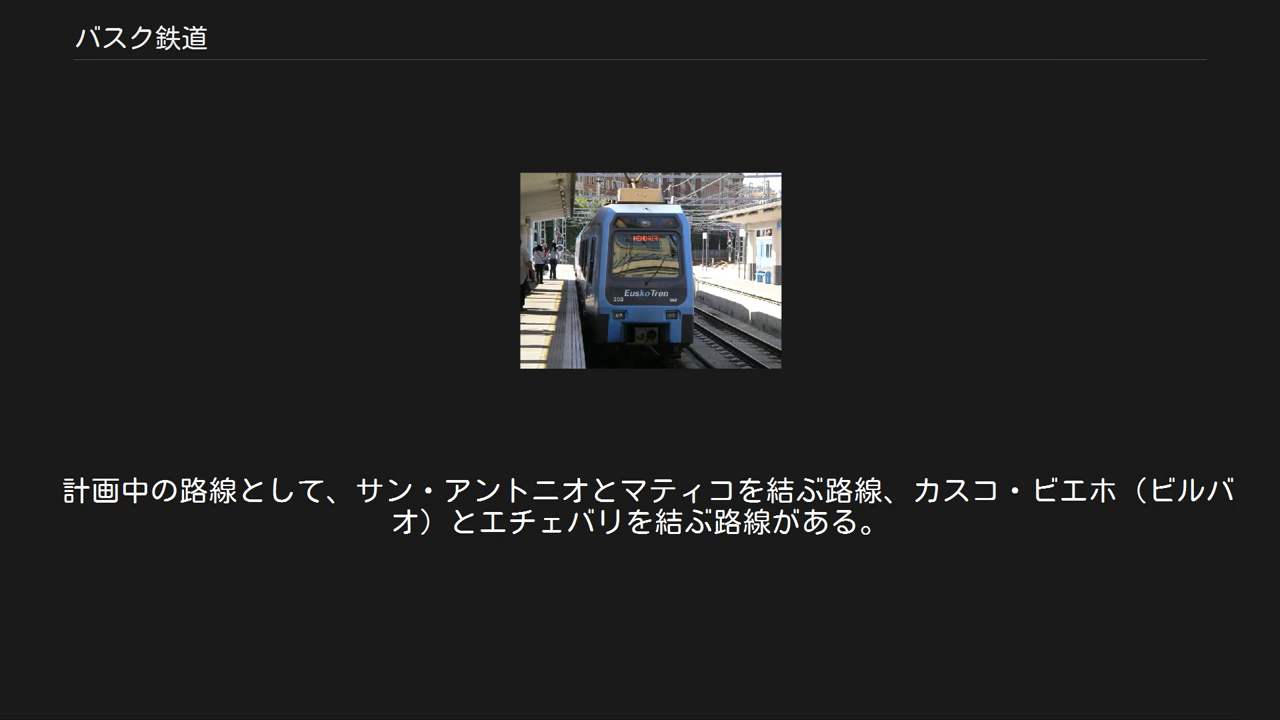 バスク鉄道
EuskoTren
203
計画中の路線として、サン・アントニオとマティコを結ぶ路線、カスコ・ビエホ（ビルバ
オ）とエチェバリを結ぶ路線がある。